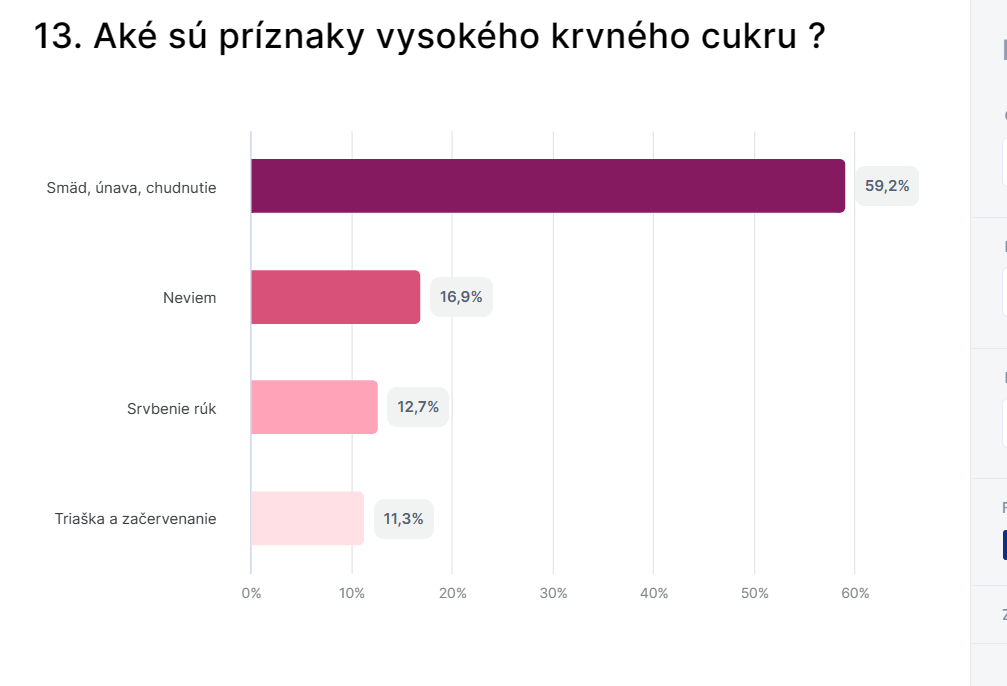 13. Aké sú príznaky vysokého krvného cukru ?
Smäd, únava, chudnutie
59,2%
Neviem
16,9%
Srvbenie rúk
12,7%
Triaška a začervenanie
11,3%
0%
10%
20%
30%
40%
50%
60%